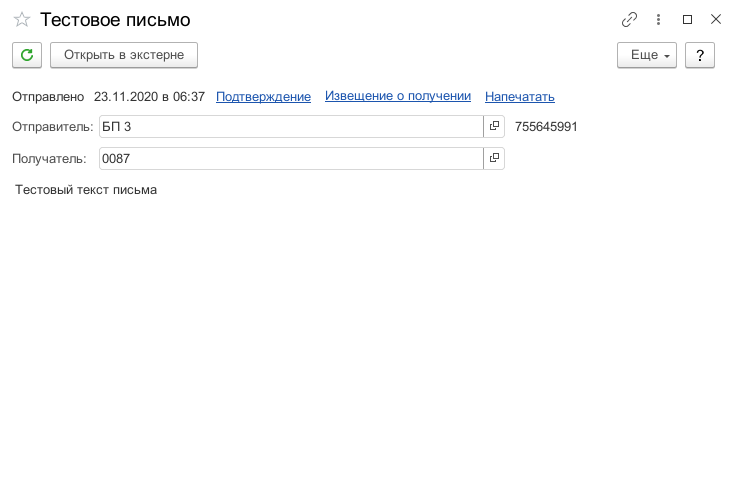 Тестовое письмо
Открыть в экстерне Еще ?
Отправлено 23.11.2020 в 06:37 Подтверждение Извещение о получении Напечатать
Отправитель: БП 3 755645991
Получатель: 0087
Тестовый текст письма